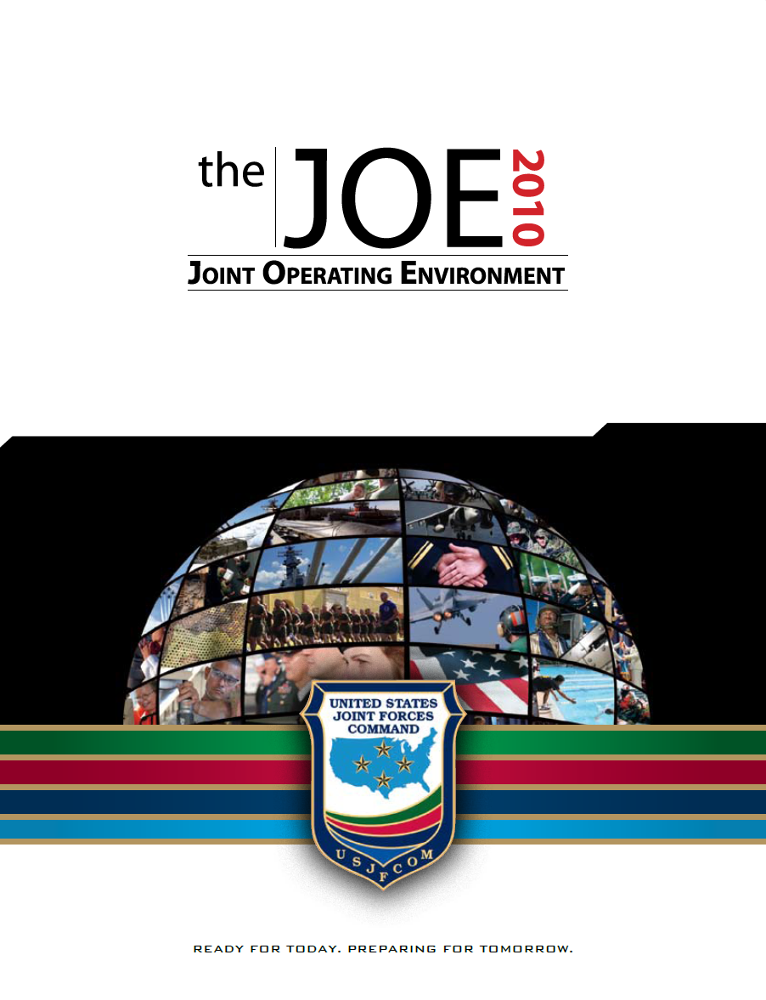 the JOE 2010
JOINT OPERATING ENVIRONMENT
UNITED STATES
JOINT FORCES
COMMAND
USJFCOM
READY FOR TODAY. PREPARING FOR TOMORROW.